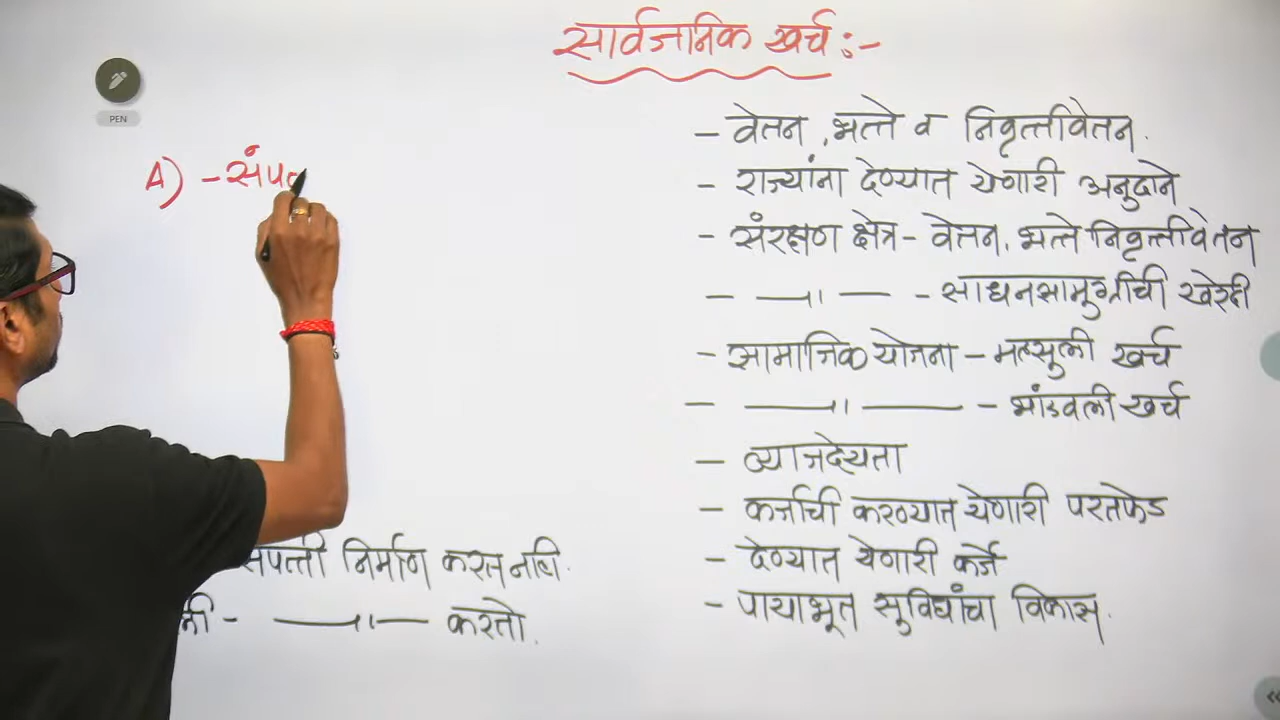 सार्वजनिक खर्च :-
PEN
A) - संपत
- वेतन, भत्ते व निवृत्तीवेतन.
- राज्यांना देण्यात येणारी अनुदाने
- संरक्षण क्षेत्र - वेतन, भत्ते निवृत्तीवेतन
- —〃— - साधनसामुग्रीची खरेदी
- सामाजिक योजना - महसुली खर्च
- —〃— - भांडवली खर्च
- व्याजदेयता
- कर्जाची करण्यात येणारी परतफेड
- देण्यात येणारी कर्जे
- पायाभूत सुविधांचा विकास.
संपत्ती निर्माण करत नाही.
ली - —〃— करतो.